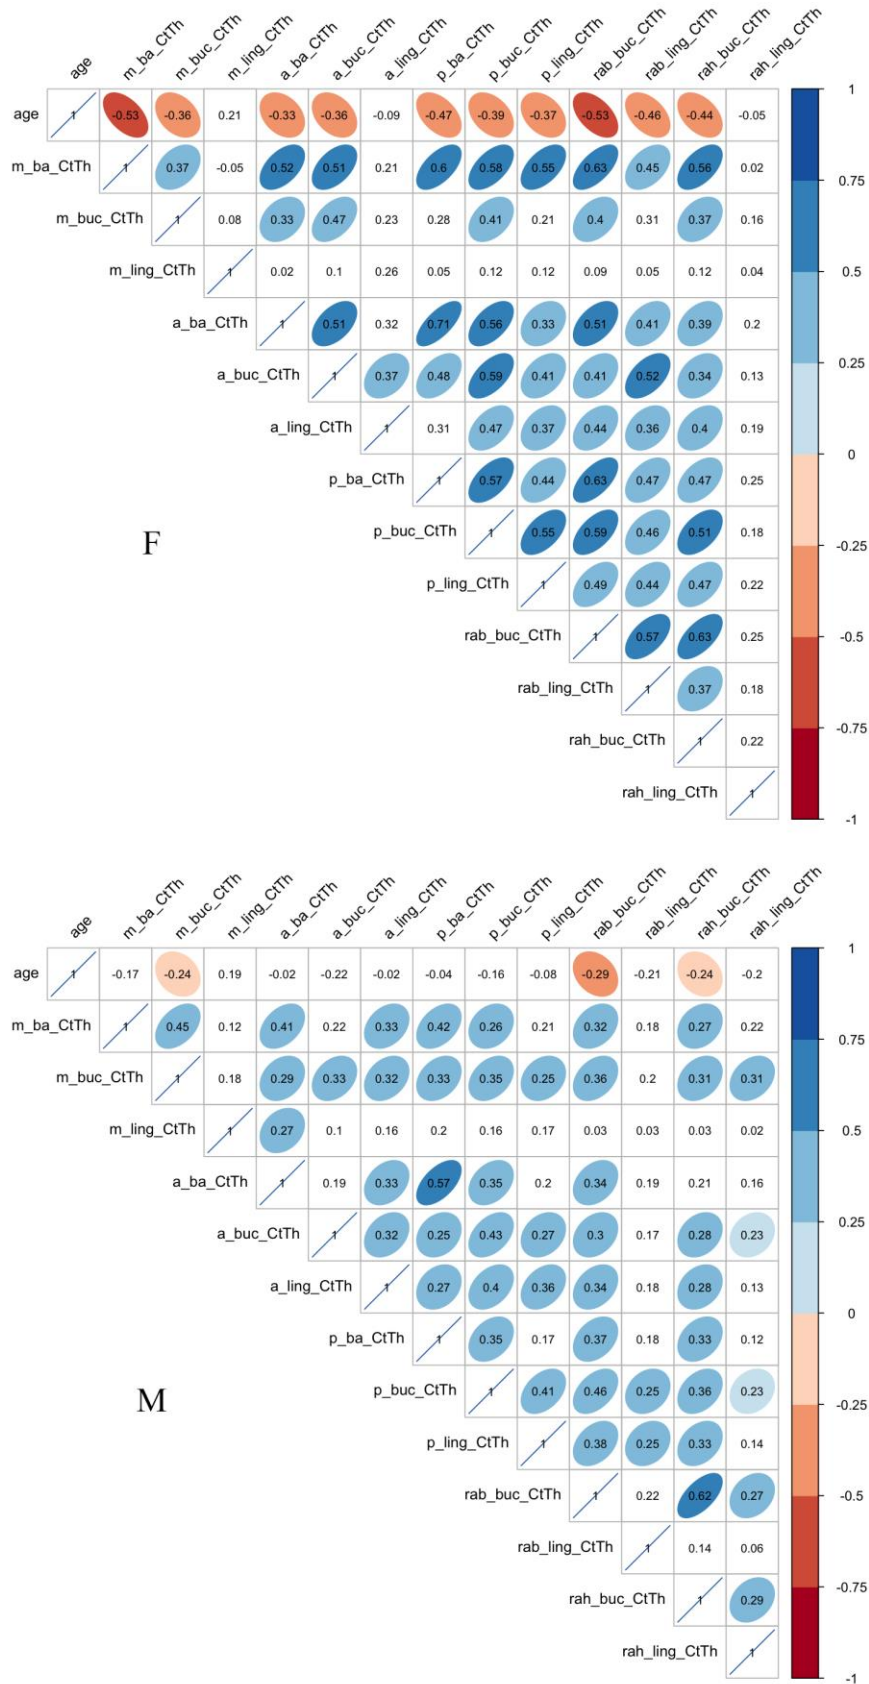 age m_ba_CtTh m_buc_CtTh m_ling_CtTh a_ba_CtTh a_buc_CtTh a_ling_CtTh p_ba_CtTh p_buc_CtTh p_ling_CtTh rab_buc_CtTh rab_ling_CtTh rah_buc_CtTh rah_ling_CtTh
1
age 1 -0.53 -0.36 0.21 -0.33 -0.36 -0.09 -0.47 -0.39 -0.37 -0.53 -0.46 -0.44 -0.05
m_ba_CtTh 1 0.37 -0.05 0.52 0.51 0.21 0.6 0.58 0.55 0.63 0.45 0.56 0.02
0.75
m_buc_CtTh 1 0.08 0.33 0.47 0.23 0.28 0.41 0.21 0.4 0.31 0.37 0.16
m_ling_CtTh 1 0.02 0.1 0.26 0.05 0.12 0.12 0.09 0.05 0.12 0.04
0.5
a_ba_CtTh 1 0.51 0.32 0.71 0.56 0.33 0.51 0.41 0.39 0.2
0.25
a_buc_CtTh 1 0.37 0.48 0.59 0.41 0.41 0.52 0.34 0.13
a_ling_CtTh 1 0.31 0.47 0.37 0.44 0.36 0.4 0.19
0
p_ba_CtTh 1 0.57 0.44 0.63 0.47 0.47 0.25
p_buc_CtTh 1 0.55 0.59 0.46 0.51 0.18
F
-0.25
p_ling_CtTh 1 0.49 0.44 0.47 0.22
rab_buc_CtTh 1 0.57 0.63 0.25
-0.5
rab_ling_CtTh 1 0.37 0.18
-0.75
rah_buc_CtTh 1 0.22
rah_ling_CtTh 1
-1
age m_ba_CtTh m_buc_CtTh m_ling_CtTh a_ba_CtTh a_buc_CtTh a_ling_CtTh p_ba_CtTh p_buc_CtTh p_ling_CtTh rab_buc_CtTh rab_ling_CtTh rah_buc_CtTh rah_ling_CtTh
1
age 1 -0.17 -0.24 0.19 -0.02 -0.22 -0.02 -0.04 -0.16 -0.08 -0.29 -0.21 -0.24 -0.2
m_ba_CtTh 1 0.45 0.12 0.41 0.22 0.33 0.42 0.26 0.21 0.32 0.18 0.27 0.22
0.75
m_buc_CtTh 1 0.18 0.29 0.33 0.32 0.33 0.35 0.25 0.36 0.2 0.31 0.31
m_ling_CtTh 1 0.27 0.1 0.16 0.2 0.16 0.17 0.03 0.03 0.03 0.02
0.5
a_ba_CtTh 1 0.19 0.33 0.57 0.35 0.2 0.34 0.19 0.21 0.16
0.25
a_buc_CtTh 1 0.32 0.25 0.43 0.27 0.3 0.17 0.28 0.23
a_ling_CtTh 1 0.27 0.4 0.36 0.34 0.18 0.28 0.13
0
p_ba_CtTh 1 0.35 0.17 0.37 0.18 0.33 0.12
p_buc_CtTh 1 0.41 0.46 0.25 0.36 0.23
M
-0.25
p_ling_CtTh 1 0.38 0.25 0.33 0.14
rab_buc_CtTh 1 0.22 0.62 0.27
-0.5
rab_ling_CtTh 1 0.14 0.06
-0.75
rah_buc_CtTh 1 0.29
rah_ling_CtTh 1
-1